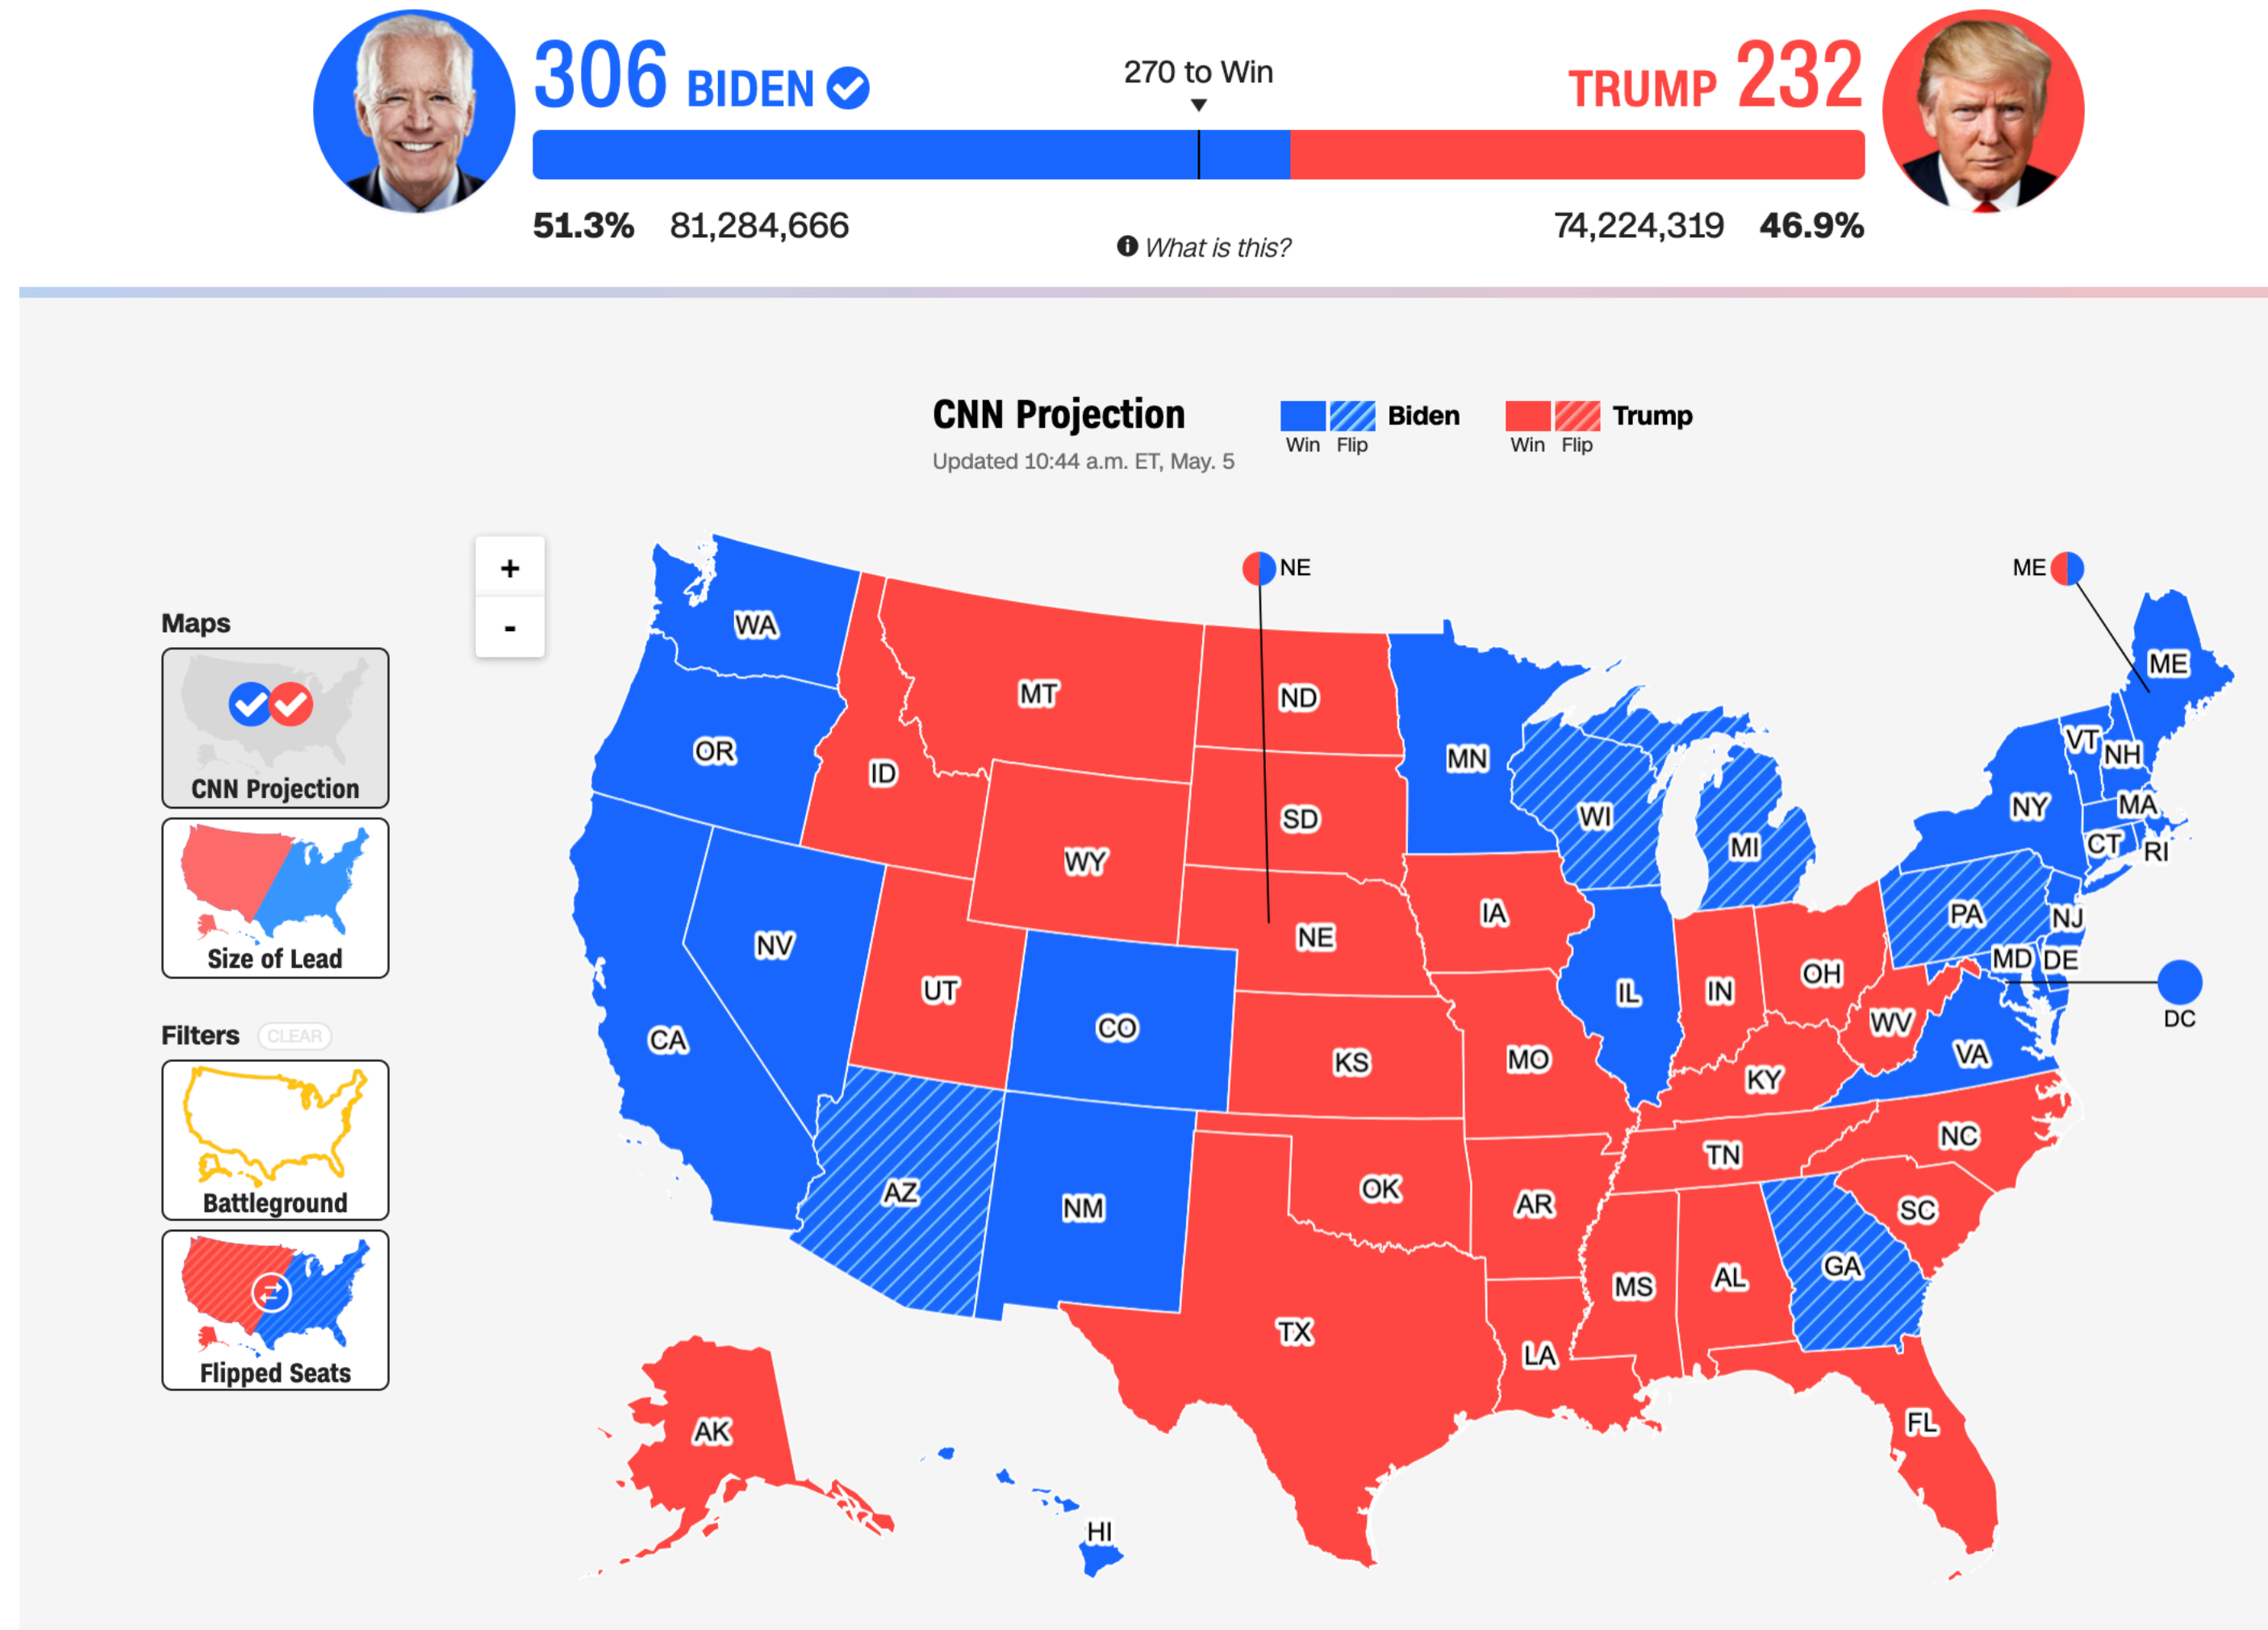 306 BIDEN
270 to Win
TRUMP 232
51.3% 81,284,666
What is this?
74,224,319 46.9%
CNN Projection
Updated 10:44 a.m. ET, May. 5
Win Flip Biden
Win Flip Trump
+
-
Maps
CNN Projection
Size of Lead
Filters CLEAR
Battleground
Flipped Seats
NE
ME
WA
ME
MT
ND
VT
NH
OR
MN
ID
NY
MA
SD
WI
MI
CT
RI
WY
IA
PA
NJ
NE
NV
MD
DE
OH
UT
IL
IN
DC
CO
WV
CA
KS
MO
VA
KY
NC
TN
AZ
OK
AR
NM
SC
GA
MS
AL
TX
LA
AK
FL
HI